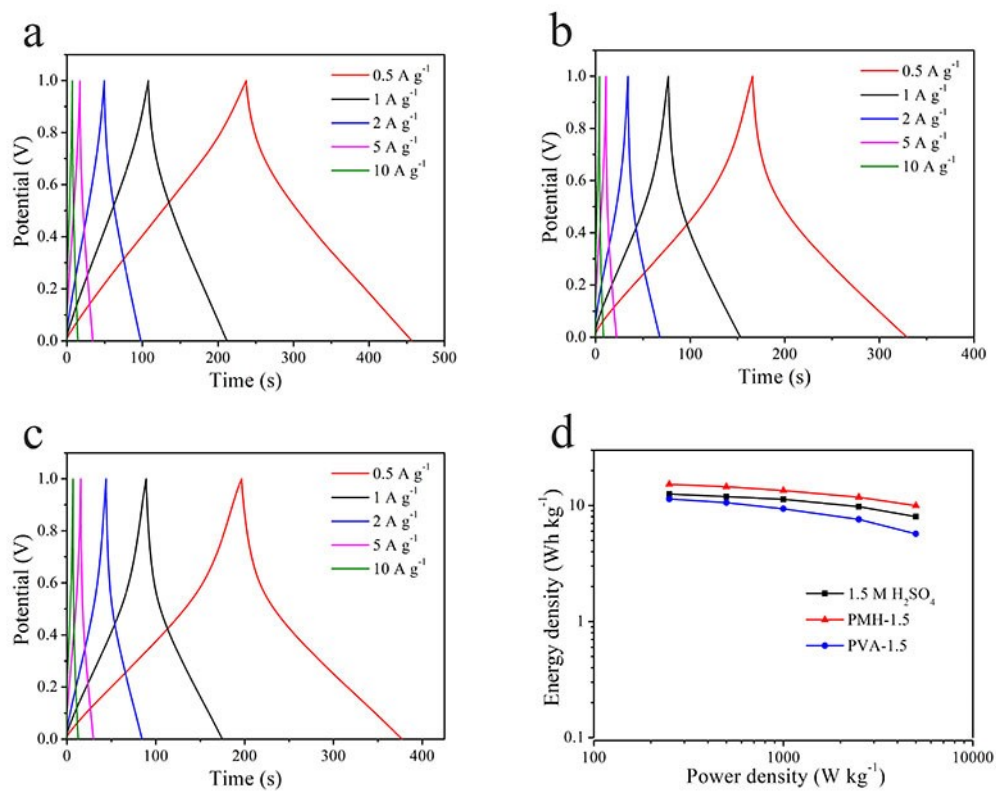 a
1.0
0.8
0.6
0.4
0.2
0.0
Potential (V)
0.5 A g⁻¹
1 A g⁻¹
2 A g⁻¹
5 A g⁻¹
10 A g⁻¹
0 100 200 300 400 500
Time (s)
b
1.0
0.8
0.6
0.4
0.2
0.0
Potential (V)
0.5 A g⁻¹
1 A g⁻¹
2 A g⁻¹
5 A g⁻¹
10 A g⁻¹
0 100 200 300 400
Time (s)
c
1.0
0.8
0.6
0.4
0.2
0.0
Potential (V)
0.5 A g⁻¹
1 A g⁻¹
2 A g⁻¹
5 A g⁻¹
10 A g⁻¹
0 100 200 300 400
Time (s)
d
10
1
0.1
Energy density (Wh kg⁻¹)
1.5 M H₂SO₄
PMH-1.5
PVA-1.5
100 1000 10000
Power density (W kg⁻¹)